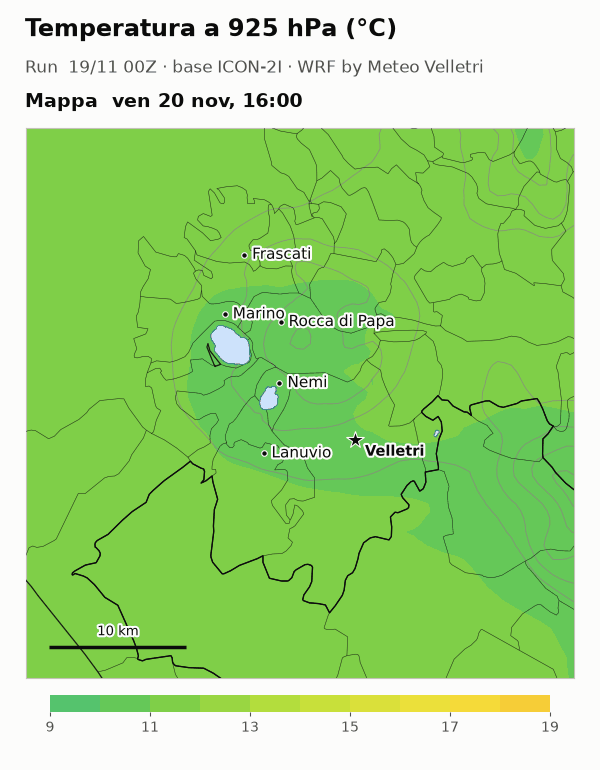 Temperatura a 925 hPa (°C)
Run  19/11 00Z · base ICON-2I · WRF by Meteo Velletri
Mappa  ven 20 nov, 16:00
Frascati
Marino
Rocca di Papa
Nemi
Velletri
Lanuvio
10 km
9 11 13 15 17 19